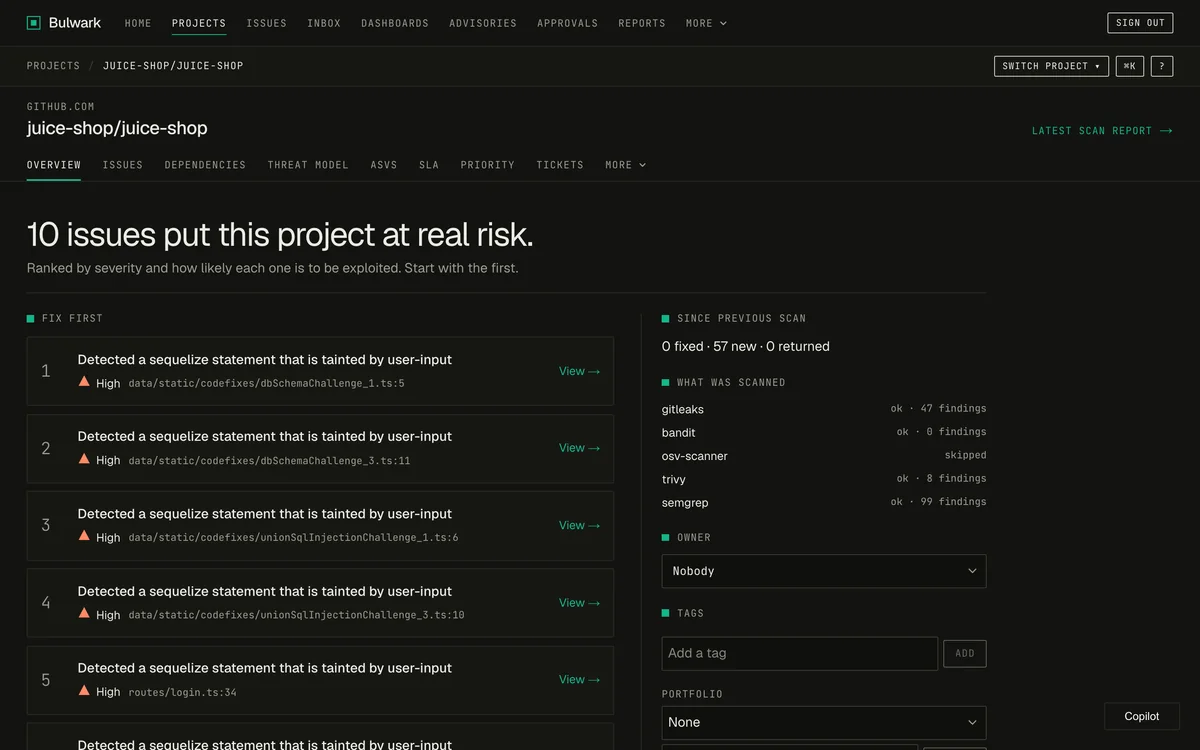 Bulwark HOME PROJECTS ISSUES INBOX DASHBOARDS ADVISORIES APPROVALS REPORTS MORE SIGN OUT
PROJECTS / JUICE-SHOP/JUICE-SHOP SWITCH PROJECT ▾ ⌘K ?
GITHUB.COM
juice-shop/juice-shop
LATEST SCAN REPORT →
OVERVIEW ISSUES DEPENDENCIES THREAT MODEL ASVS SLA PRIORITY TICKETS MORE
10 issues put this project at real risk.
Ranked by severity and how likely each one is to be exploited. Start with the first.
FIX FIRST
1 Detected a sequelize statement that is tainted by user-input
High data/static/codefixes/dbSchemaChallenge_1.ts:5
View →
2 Detected a sequelize statement that is tainted by user-input
High data/static/codefixes/dbSchemaChallenge_3.ts:11
View →
3 Detected a sequelize statement that is tainted by user-input
High data/static/codefixes/unionSqlInjectionChallenge_1.ts:6
View →
4 Detected a sequelize statement that is tainted by user-input
High data/static/codefixes/unionSqlInjectionChallenge_3.ts:10
View →
5 Detected a sequelize statement that is tainted by user-input
High routes/login.ts:34
View →
Detected a sequelize statement that is tainted by user-input
SINCE PREVIOUS SCAN
0 fixed · 57 new · 0 returned
WHAT WAS SCANNED
gitleaks ok · 47 findings
bandit ok · 0 findings
osv-scanner skipped
trivy ok · 8 findings
semgrep ok · 99 findings
OWNER
Nobody
TAGS
Add a tag ADD
PORTFOLIO
None
Copilot